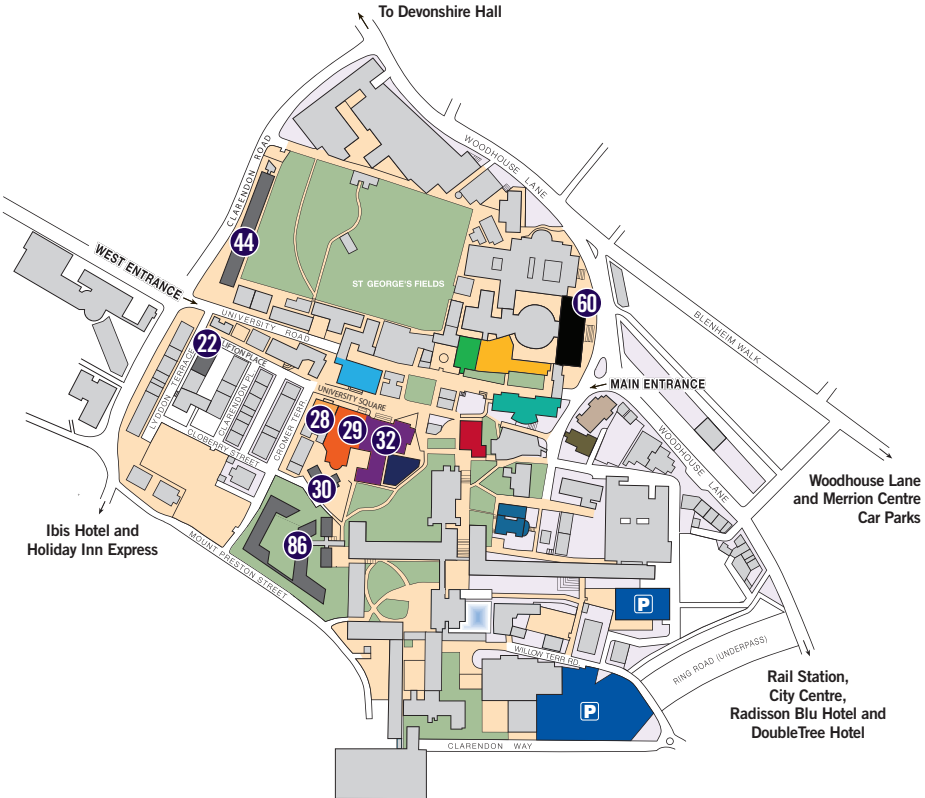 To Devonshire Hall
WOODHOUSE LANE
CLARENDON ROAD
44
WEST ENTRANCE
ST GEORGE'S FIELDS
60
BLENHEIM WALK
UNIVERSITY ROAD
22
CLIFTON PLACE
MAIN ENTRANCE
LYDDON TERRACE
CLARENDON PL
UNIVERSITY SQUARE
CROMER TERR
28
29
32
WOODHOUSE LANE
CLOBERRY STREET
30
Woodhouse Lane
and Merrion Centre
Car Parks
Ibis Hotel and
Holiday Inn Express
MOUNT PRESTON STREET
86
P
WILLOW TERR RD
RING ROAD (UNDERPASS)
Rail Station,
City Centre,
Radisson Blu Hotel and
DoubleTree Hotel
P
CLARENDON WAY